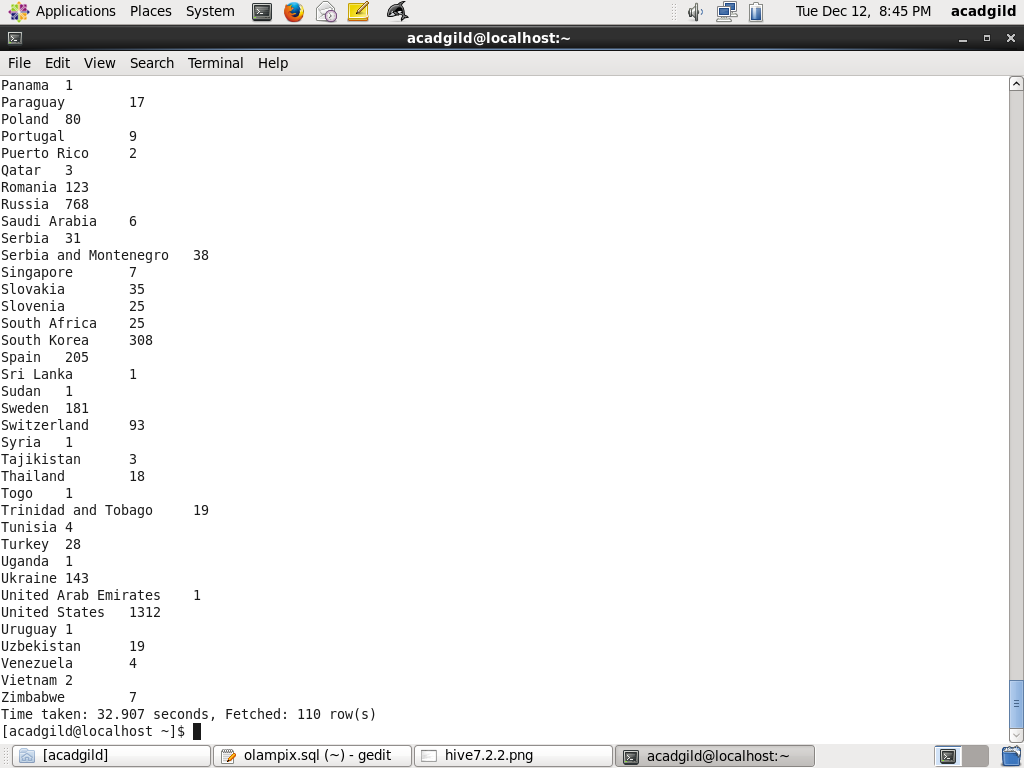 Applications Places System Tue Dec 12, 8:45 PM acadgild
acadgild@localhost:~
File Edit View Search Terminal Help
Panama 1
Paraguay 17
Poland 80
Portugal 9
Puerto Rico 2
Qatar 3
Romania 123
Russia 768
Saudi Arabia 6
Serbia 31
Serbia and Montenegro 38
Singapore 7
Slovakia 35
Slovenia 25
South Africa 25
South Korea 308
Spain 205
Sri Lanka 1
Sudan 1
Sweden 181
Switzerland 93
Syria 1
Tajikistan 3
Thailand 18
Togo 1
Trinidad and Tobago 19
Tunisia 4
Turkey 28
Uganda 1
Ukraine 143
United Arab Emirates 1
United States 1312
Uruguay 1
Uzbekistan 19
Venezuela 4
Vietnam 2
Zimbabwe 7
Time taken: 32.907 seconds, Fetched: 110 row(s)
[acadgild@localhost ~]$
[acadgild] olampix.sql (~) - gedit hive7.2.2.png acadgild@localhost:~